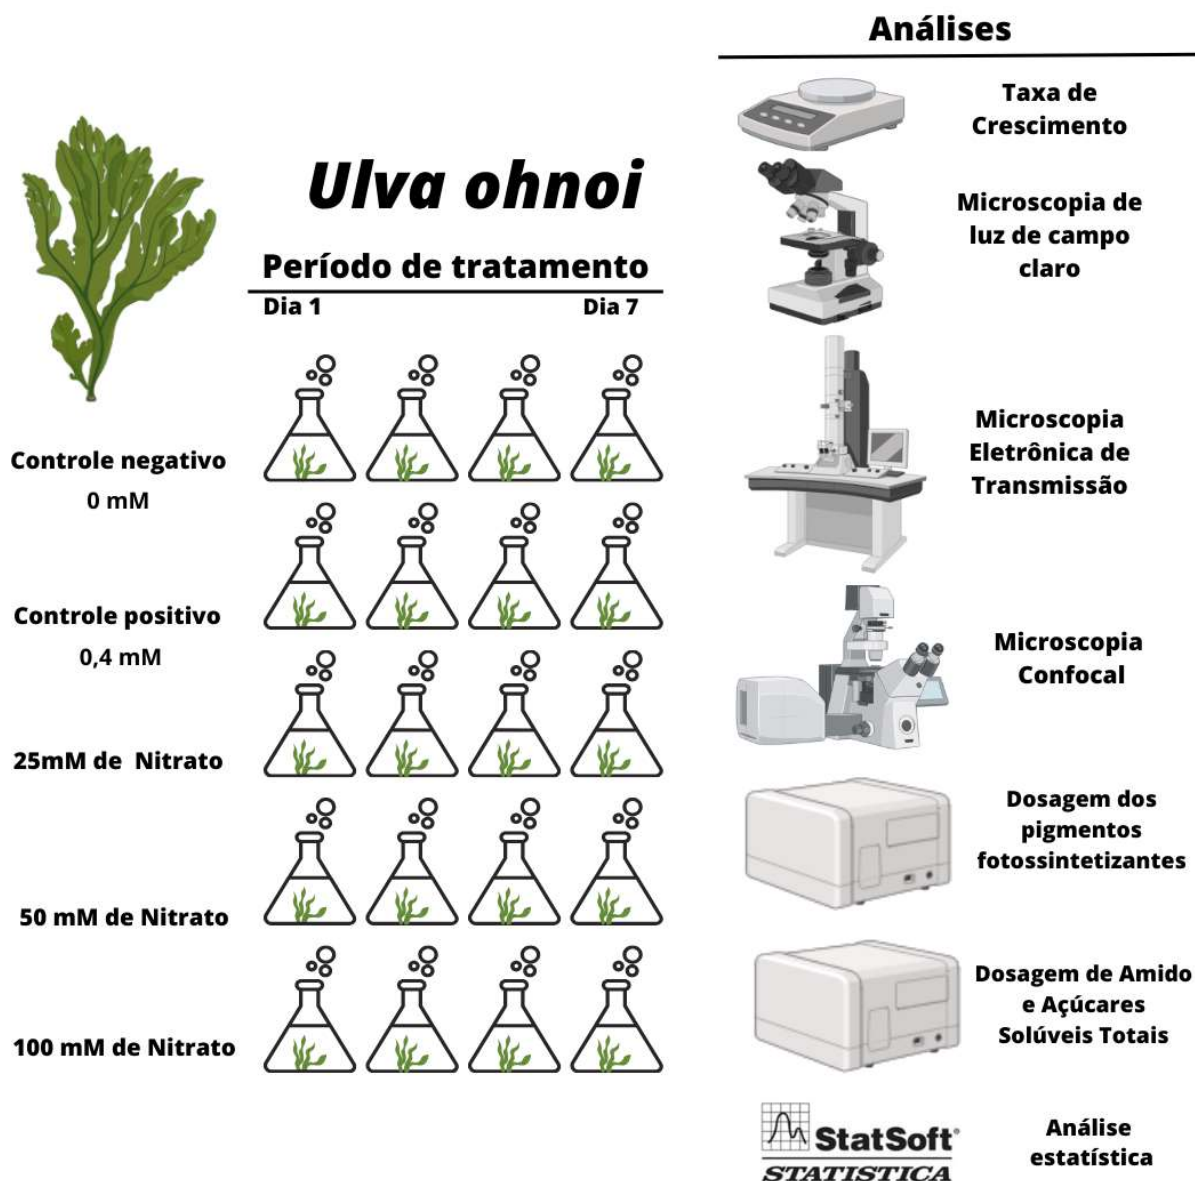 Ulva ohnoi
Período de tratamento
Dia 1
Dia 7
Controle negativo
0 mM
Controle positivo
0,4 mM
25mM de Nitrato
50 mM de Nitrato
100 mM de Nitrato
Análises
Taxa de
Crescimento
Microscopia de
luz de campo
claro
Microscopia
Eletrônica de
Transmissão
Microscopia
Confocal
Dosagem dos
pigmentos
fotossintetizantes
Dosagem de Amido
e Açúcares
Solúveis Totais
StatSoft®
STATISTICA
Análise
estatística